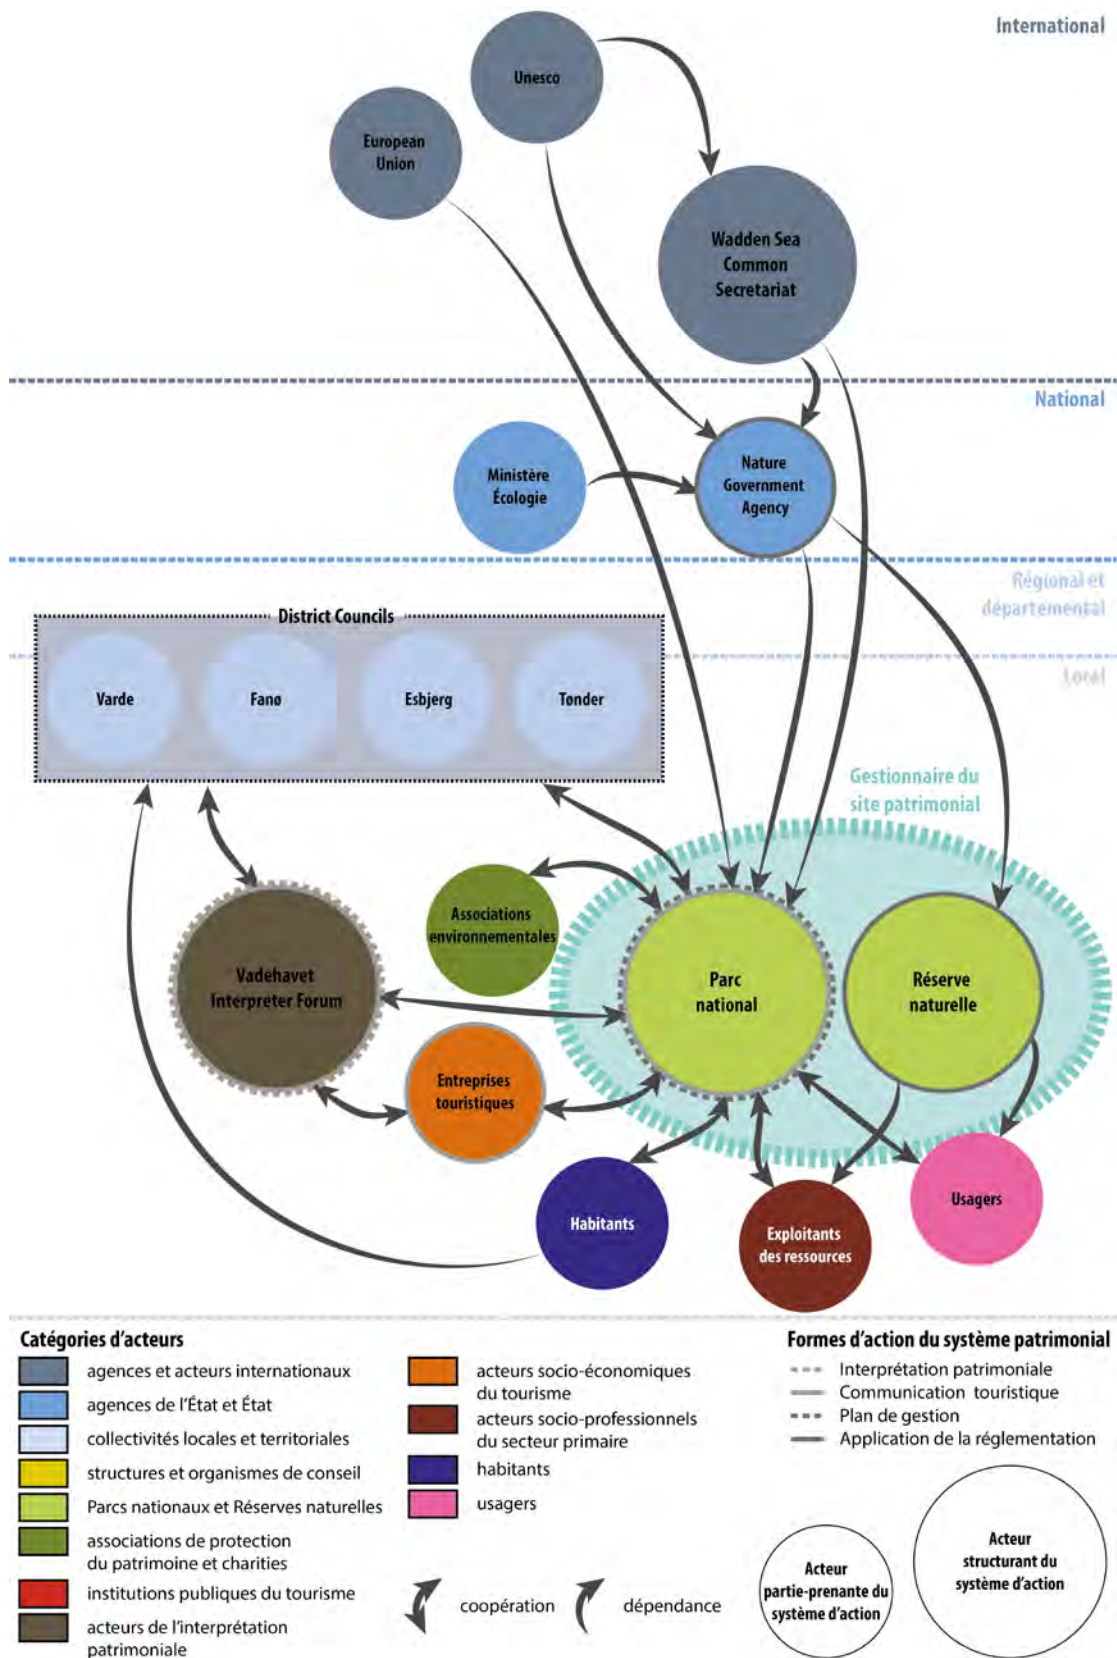 International
Unesco
European
Union
Wadden Sea
Common
Secretariat
National
Ministère
Écologie
Nature
Government
Agency
Régional et
départemental
District Councils
Local
Varde
Fanø
Esbjerg
Tønder
Gestionnaire du
site patrimonial
Associations
environnementales
Vadehavet
Interpreter Forum
Parc
national
Réserve
naturelle
Entreprises
touristiques
Habitants
Exploitants
des ressources
Usagers
Catégories d'acteurs
agences et acteurs internationaux
agences de l'État et État
collectivités locales et territoriales
structures et organismes de conseil
Parcs nationaux et Réserves naturelles
associations de protection
du patrimoine et charities
institutions publiques du tourisme
acteurs de l'interprétation
patrimoniale
acteurs socio-économiques
du tourisme
acteurs socio-professionnels
du secteur primaire
habitants
usagers
coopération
dépendance
Formes d'action du système patrimonial
Interprétation patrimoniale
Communication touristique
Plan de gestion
Application de la réglementation
Acteur
partie-prenante du
système d'action
Acteur
structurant du
système d'action